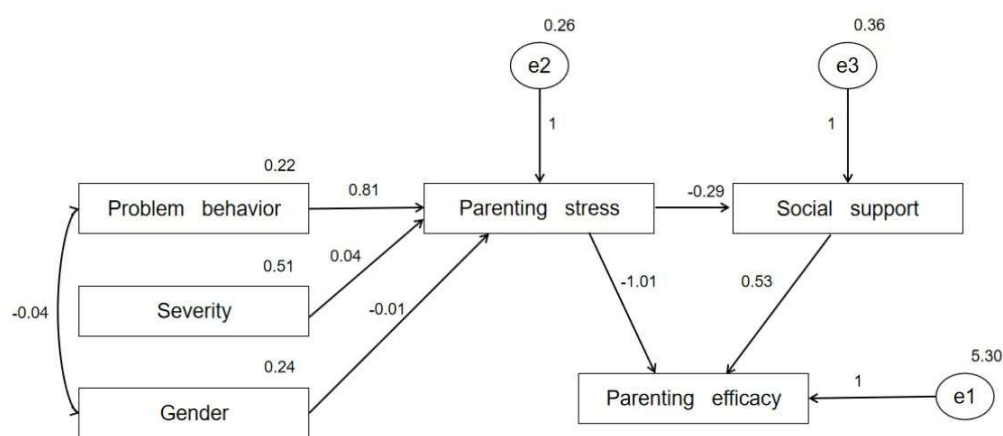 0.26
0.36
e2
e3
1
1
0.22
0.81
-0.29
Problem behavior
Parenting stress
Social support
0.51
0.04
Severity
-0.04
-0.01
-1.01
0.53
0.24
5.30
Gender
Parenting efficacy
1
e1